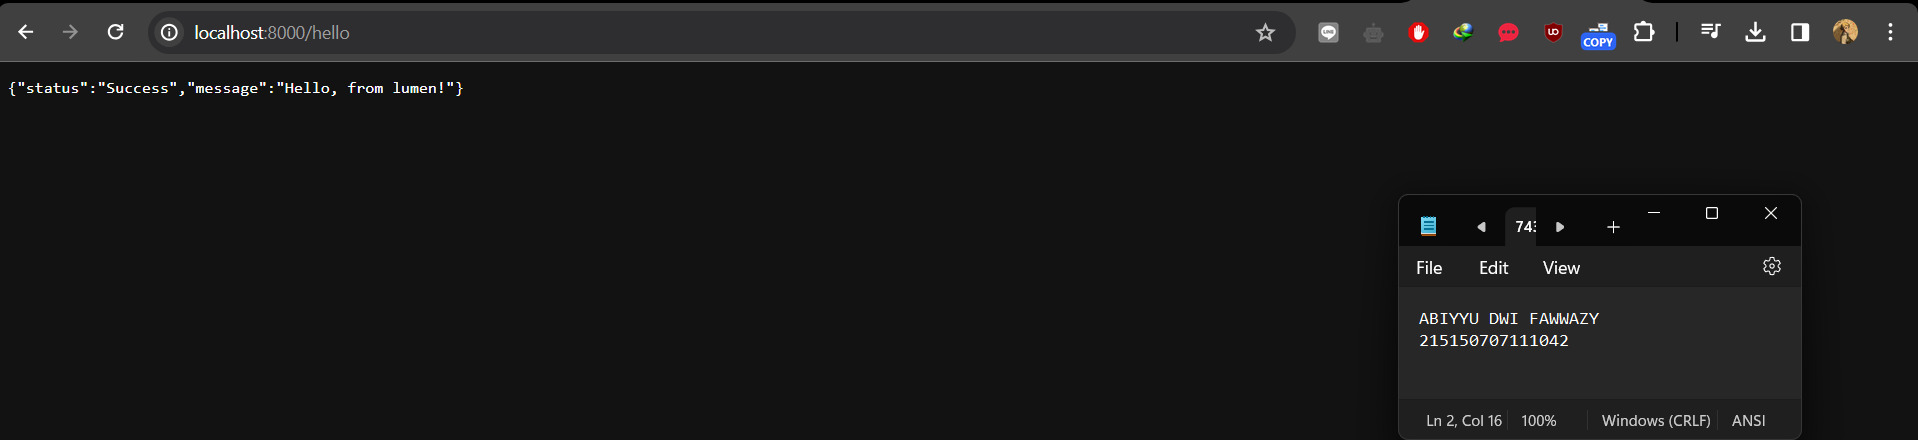 localhost:8000/hello
COPY
{"status":"Success","message":"Hello, from lumen!"}
743
File Edit View
ABIYYU DWI FAWWAZY
215150707111042
Ln 2, Col 16 100% Windows (CRLF) ANSI